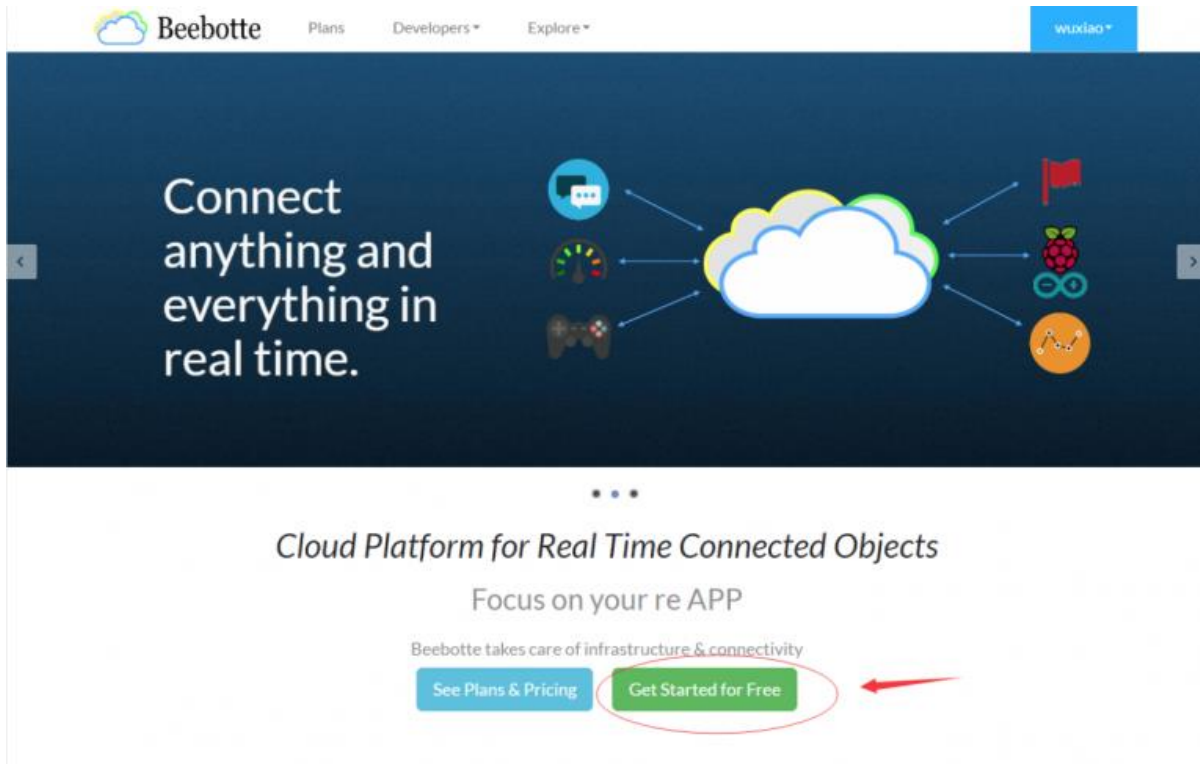 Beebotte Plans Developers Explore wuxiao
Connect
anything and
everything in
real time.
Cloud Platform for Real Time Connected Objects
Focus on your re APP
Beebotte takes care of infrastructure & connectivity
See Plans & Pricing Get Started for Free